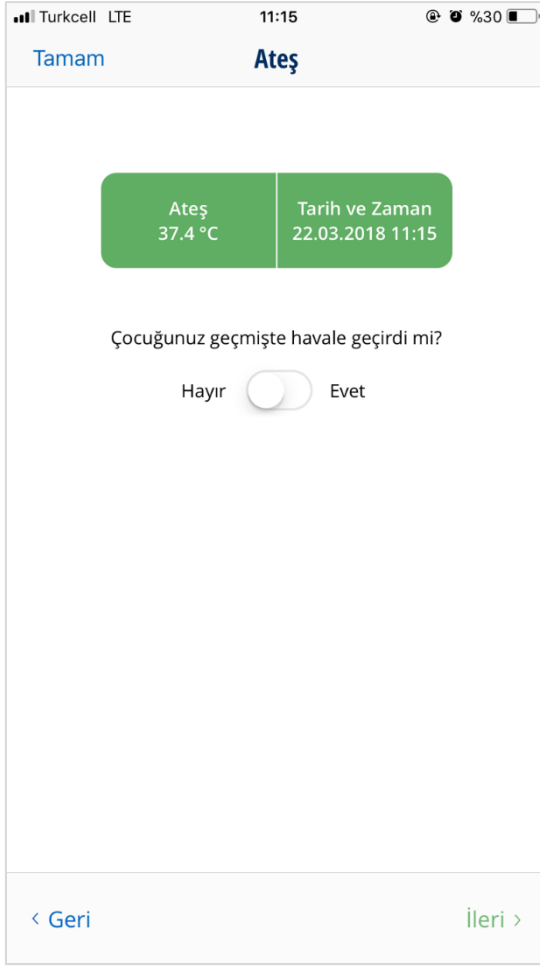 Turkcell LTE 11:15 %30
Tamam Ateş
Ateş
37.4 °C
Tarih ve Zaman
22.03.2018 11:15
Çocuğunuz geçmişte havale geçirdi mi?
Hayır Evet
< Geri İleri >